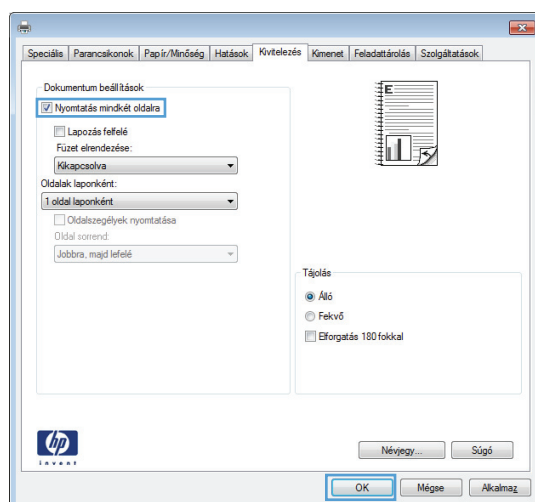 Speciális Parancsikonok Papír/Minőség Hatások Kivitelezés Kimenet Feladattárolás Szolgáltatások
Dokumentum beállítások
Nyomtatás mindkét oldalra
Lapozás felfelé
Füzet elrendezése:
Kikapcsolva
Oldalak laponként:
1 oldal laponként
Oldalszegélyek nyomtatása
Oldal sorrend:
Jobbra, majd lefelé
E
Tájolás
Álló
Fekvő
Elforgatás 180 fokkal
hp
invent
Névjegy... Súgó
OK Mégse Alkalmaz